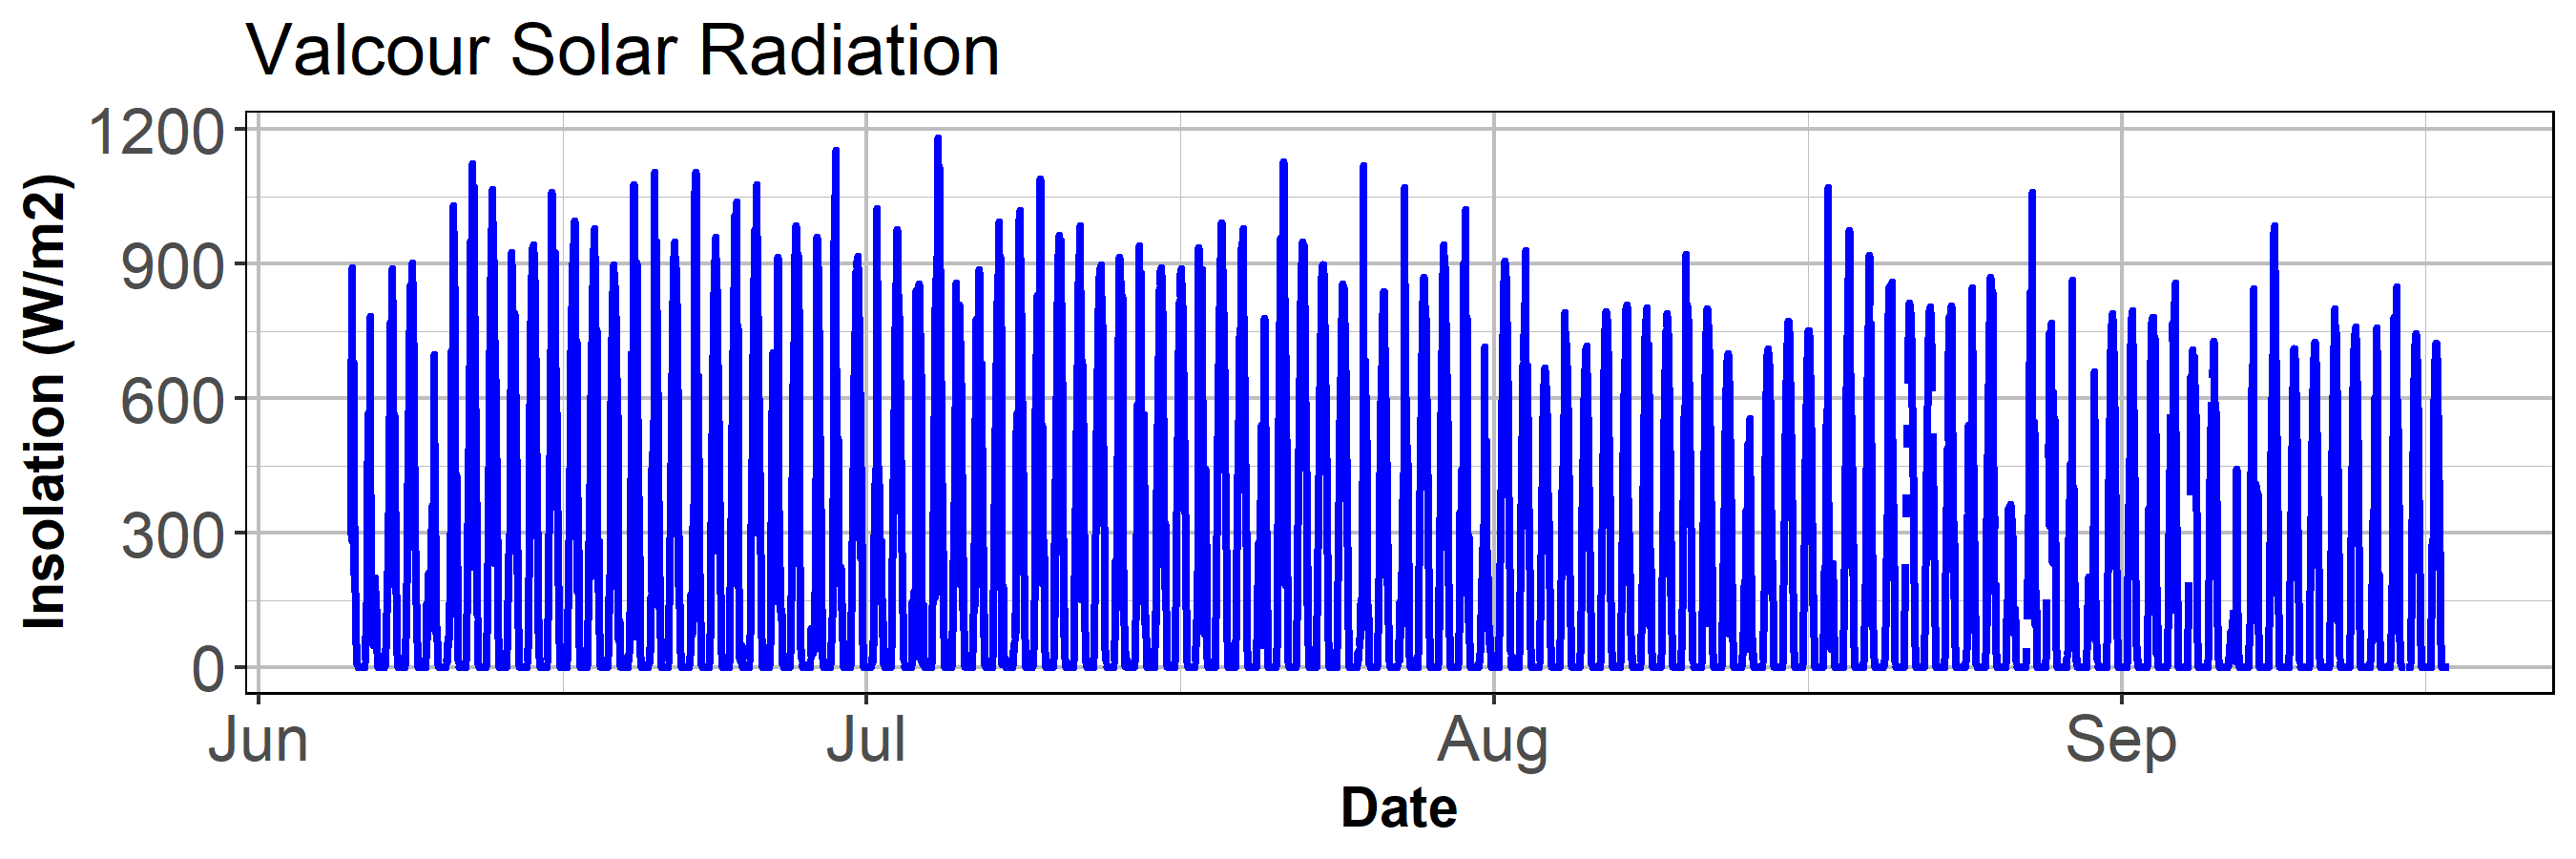 Valcour Solar Radiation
1200
900
600
300
0
Insolation (W/m2)
Jun Jul Aug Sep
Date